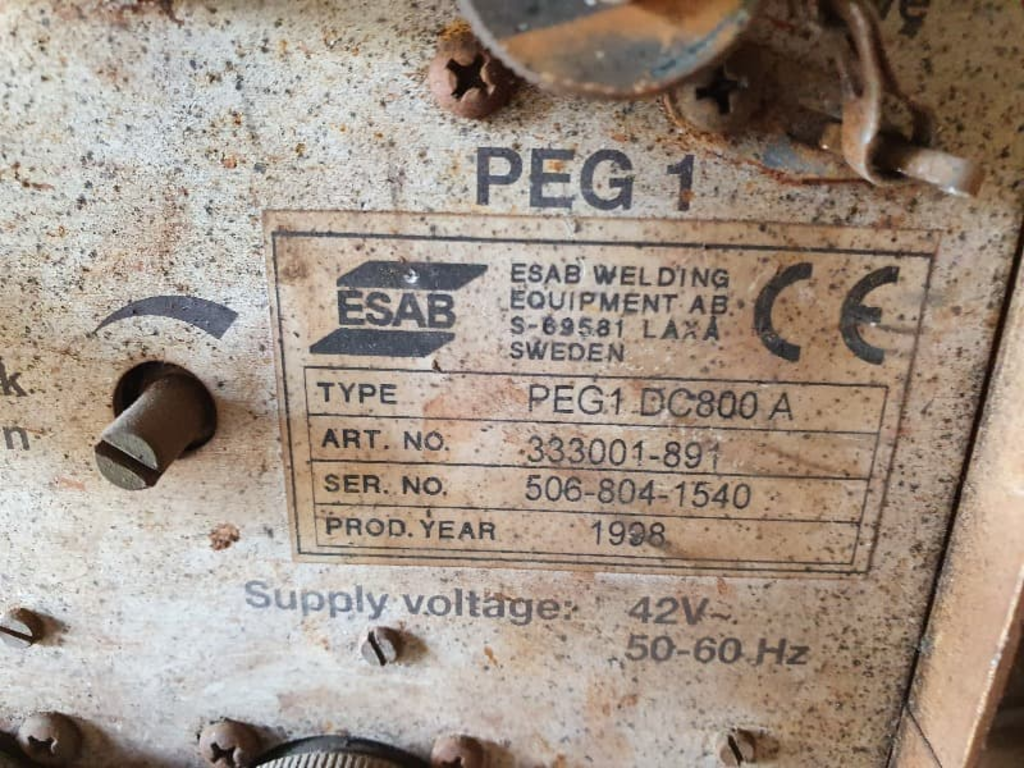 PEG 1
ESAB
ESAB WELDING
EQUIPMENT AB
S-69581 LAXÅ
SWEDEN
CE
TYPE PEG1 DC800 A
ART. NO. 333001-891
SER. NO. 506-804-1540
PROD. YEAR 1998
Supply voltage: 42V~
50-60 Hz